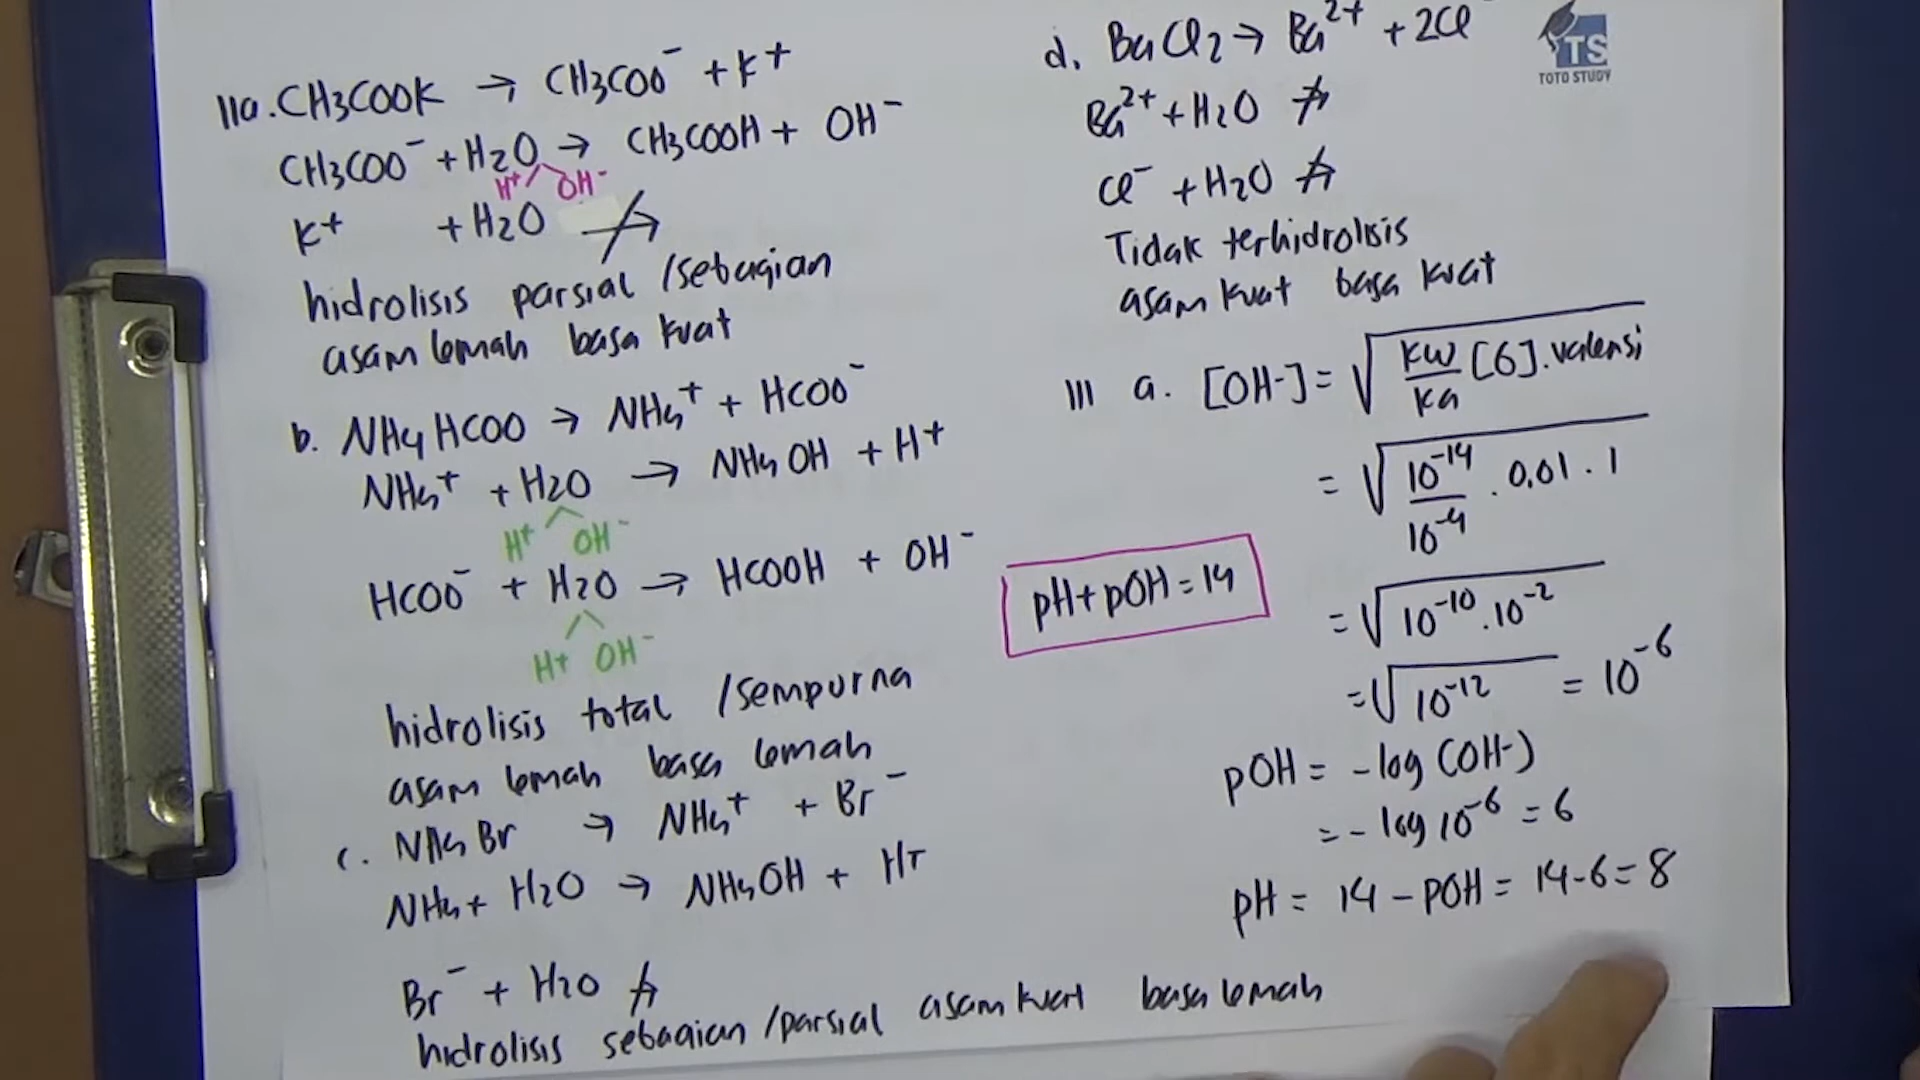 11a. CH3COOK → CH3COO⁻ + K⁺
CH3COO⁻ + H2O → CH3COOH + OH⁻
H⁺ OH⁻
K⁺ + H2O ↛
hidrolisis parsial /sebagian
asam lemah basa kuat
b. NH4HCOO → NH4⁺ + HCOO⁻
NH4⁺ + H2O → NH4OH + H⁺
H⁺ OH⁻
HCOO⁻ + H2O → HCOOH + OH⁻
H⁺ OH⁻
hidrolisis total /sempurna
asam lemah basa lemah
c. NH4Br → NH4⁺ + Br⁻
NH4+ H2O → NH4OH + H⁺
Br⁻ + H2O ↛
hidrolisis sebagian /parsial asam kuat basa lemah
d. BaCl2 → Ba²⁺ + 2Cl⁻
Ba²⁺ + H2O ↛
Cl⁻ + H2O ↛
Tidak terhidrolisis
asam kuat basa kuat
III a. [OH-] = √(Kw/Ka [G].valensi)
= √(10⁻¹⁴/10⁻⁴ . 0,01 . 1)
= √(10⁻¹⁰ . 10⁻²)
= √(10⁻¹²) = 10⁻⁶
pH + pOH = 14
pOH = -log (OH-)
= - log 10⁻⁶ = 6
pH = 14 - pOH = 14-6 = 8
TS
TOTO STUDY